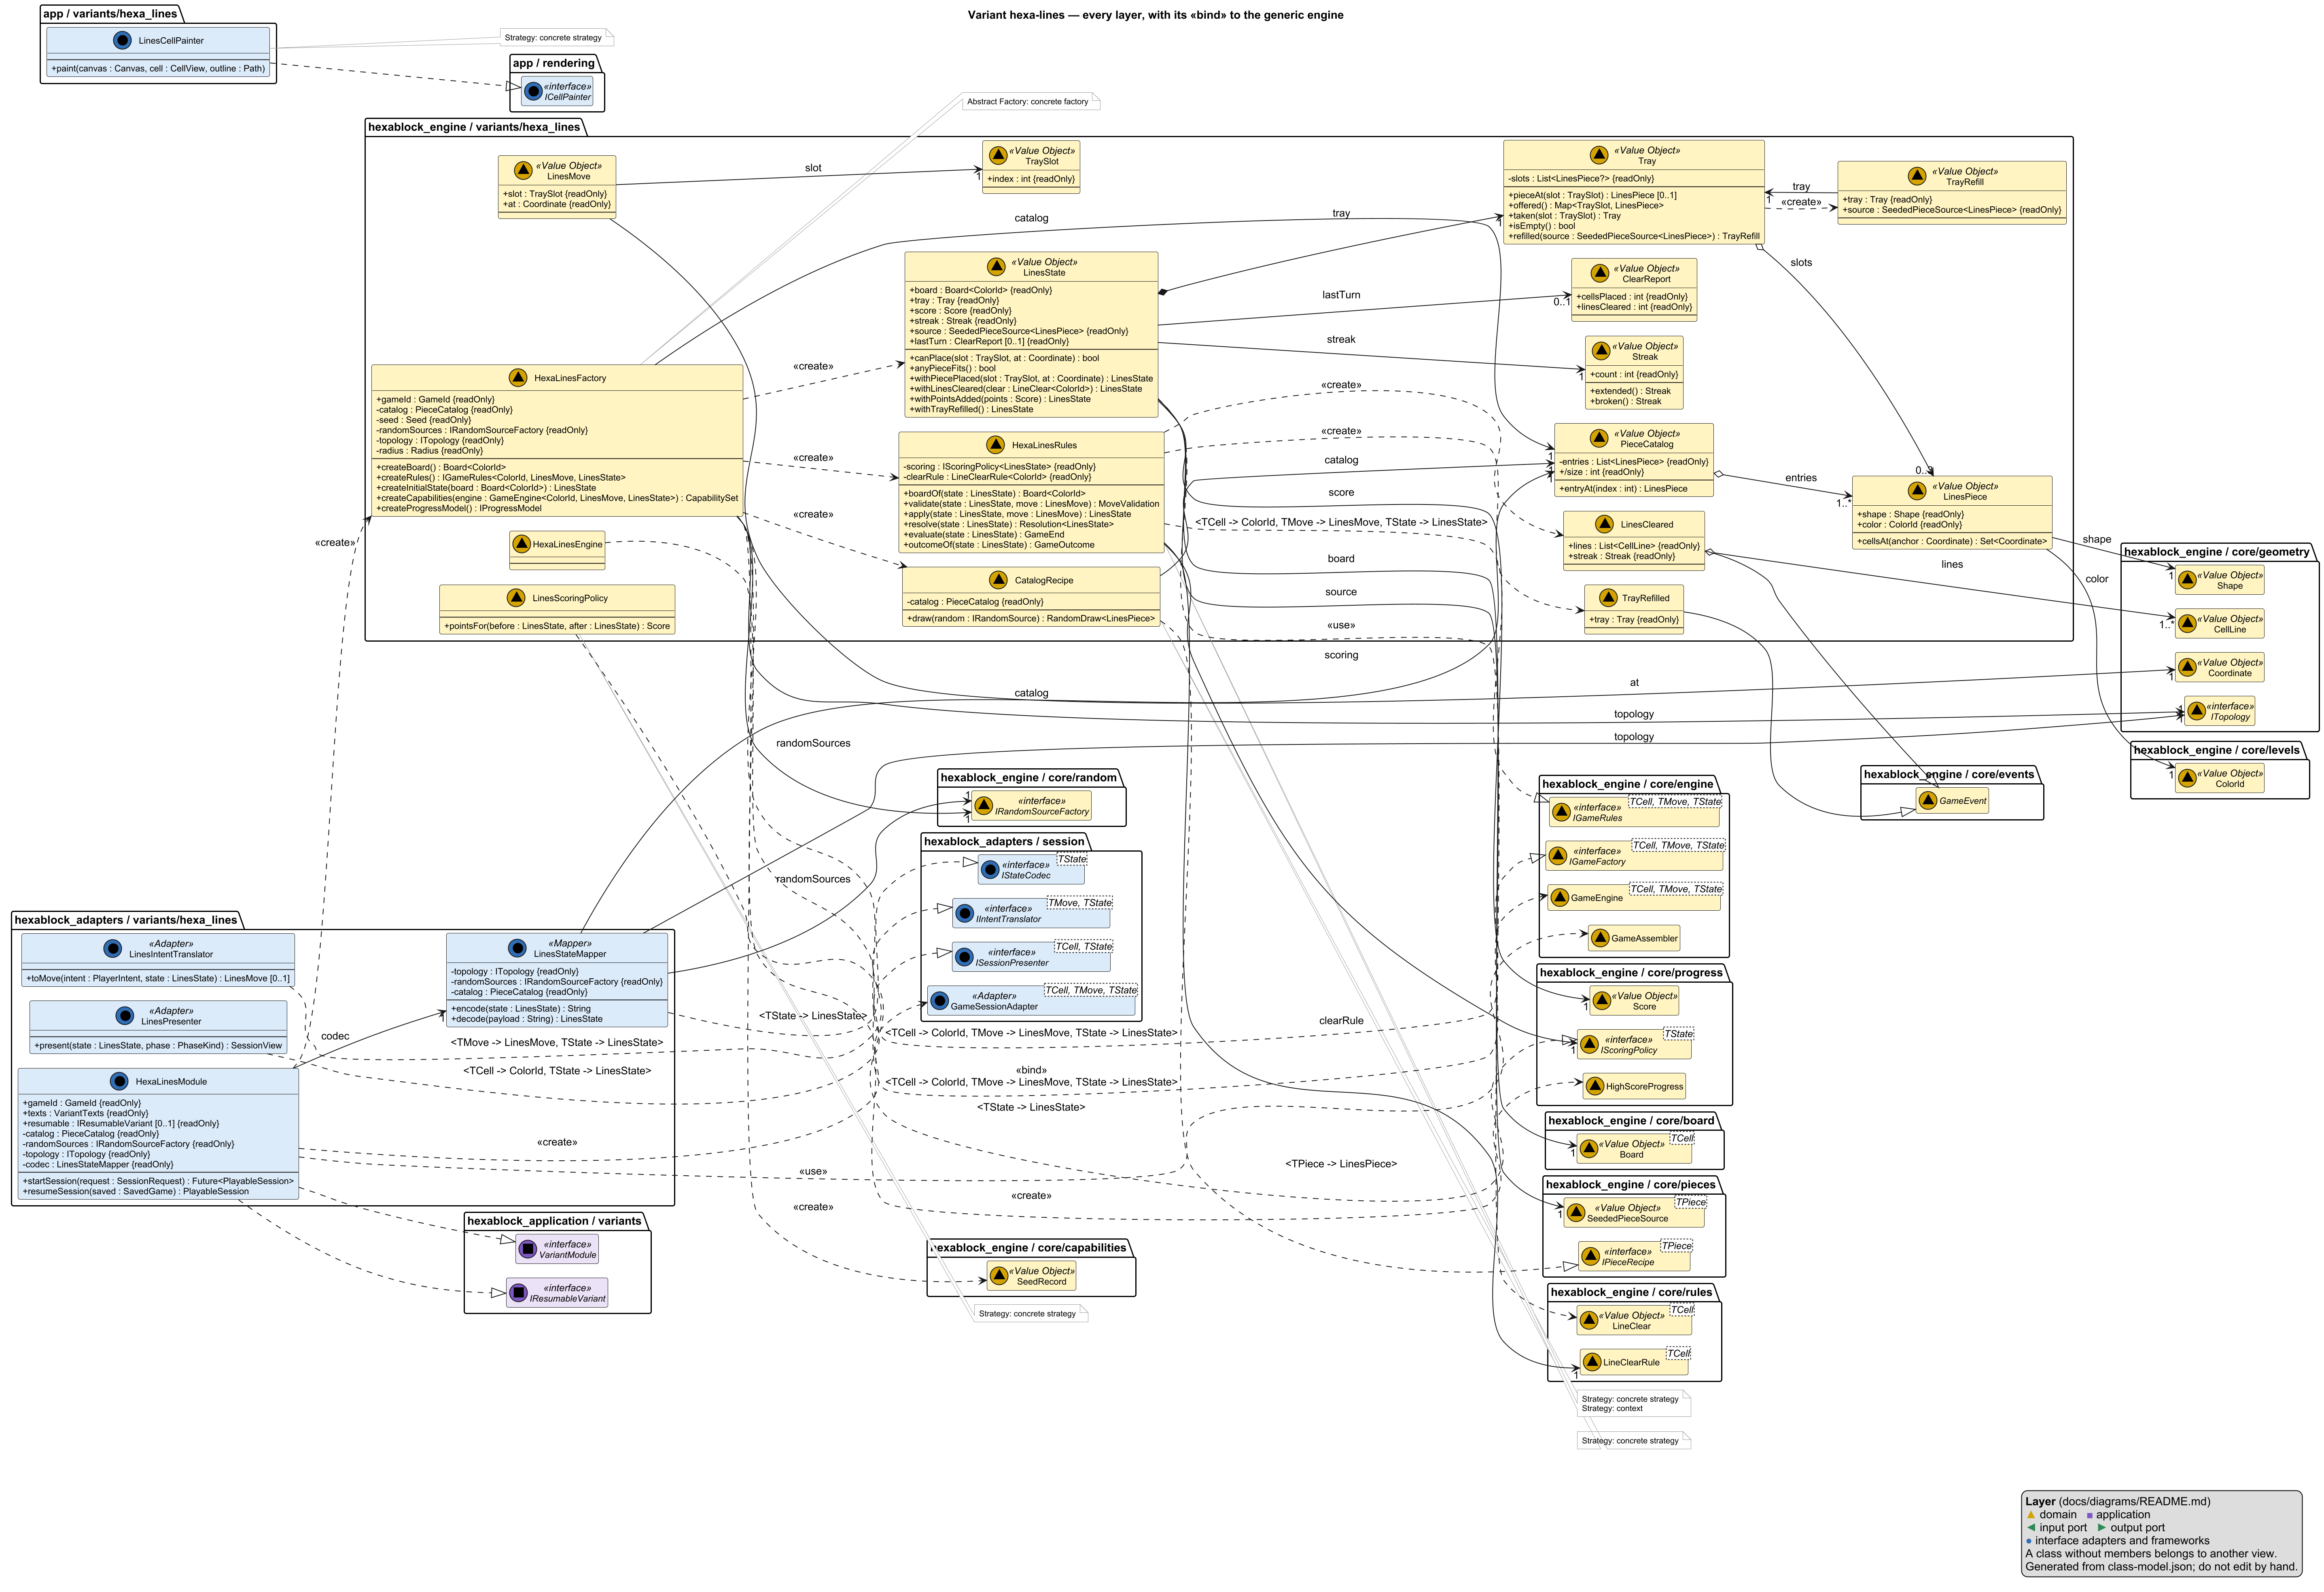 Variant hexa-lines — every layer, with its «bind» to the generic engine
app / variants/hexa_lines
LinesCellPainter
+paint(canvas : Canvas, cell : CellView, outline : Path)
Strategy: concrete strategy
app / rendering
«interface»
ICellPainter
Abstract Factory: concrete factory
hexablock_engine / variants/hexa_lines
«Value Object»
LinesMove
+slot : TraySlot {readOnly}
+at : Coordinate {readOnly}
slot
1
«Value Object»
TraySlot
+index : int {readOnly}
catalog
tray
«Value Object»
Tray
-slots : List<LinesPiece?> {readOnly}
+pieceAt(slot : TraySlot) : LinesPiece [0..1]
+offered() : Map<TraySlot, LinesPiece>
+taken(slot : TraySlot) : Tray
+isEmpty() : bool
+refilled(source : SeededPieceSource<LinesPiece>) : TrayRefill
1
tray
1
«create»
«Value Object»
TrayRefill
+tray : Tray {readOnly}
+source : SeededPieceSource<LinesPiece> {readOnly}
slots
«Value Object»
LinesState
+board : Board<ColorId> {readOnly}
+tray : Tray {readOnly}
+score : Score {readOnly}
+streak : Streak {readOnly}
+source : SeededPieceSource<LinesPiece> {readOnly}
+lastTurn : ClearReport [0..1] {readOnly}
+canPlace(slot : TraySlot, at : Coordinate) : bool
+anyPieceFits() : bool
+withPiecePlaced(slot : TraySlot, at : Coordinate) : LinesState
+withLinesCleared(clear : LineClear<ColorId>) : LinesState
+withPointsAdded(points : Score) : LinesState
+withTrayRefilled() : LinesState
lastTurn
0..1
«Value Object»
ClearReport
+cellsPlaced : int {readOnly}
+linesCleared : int {readOnly}
streak
1
«Value Object»
Streak
+count : int {readOnly}
+extended() : Streak
+broken() : Streak
HexaLinesFactory
+gameId : GameId {readOnly}
-catalog : PieceCatalog {readOnly}
-seed : Seed {readOnly}
-randomSources : IRandomSourceFactory {readOnly}
-topology : ITopology {readOnly}
-radius : Radius {readOnly}
+createBoard() : Board<ColorId>
+createRules() : IGameRules<ColorId, LinesMove, LinesState>
+createInitialState(board : Board<ColorId>) : LinesState
+createCapabilities(engine : GameEngine<ColorId, LinesMove, LinesState>) : CapabilitySet
+createProgressModel() : IProgressModel
«create»
«create»
«create»
«create»
HexaLinesEngine
LinesScoringPolicy
+pointsFor(before : LinesState, after : LinesState) : Score
HexaLinesRules
-scoring : IScoringPolicy<LinesState> {readOnly}
-clearRule : LineClearRule<ColorId> {readOnly}
+boardOf(state : LinesState) : Board<ColorId>
+validate(state : LinesState, move : LinesMove) : MoveValidation
+apply(state : LinesState, move : LinesMove) : LinesState
+resolve(state : LinesState) : Resolution<LinesState>
+evaluate(state : LinesState) : GameEnd
+outcomeOf(state : LinesState) : GameOutcome
CatalogRecipe
-catalog : PieceCatalog {readOnly}
+draw(random : IRandomSource) : RandomDraw<LinesPiece>
«create»
«create»
catalog
score
<TCell -> ColorId, TMove -> LinesMove, TState -> LinesState>
board
source
«use»
scoring
1
1
1
«Value Object»
PieceCatalog
-entries : List<LinesPiece> {readOnly}
+/size : int {readOnly}
+entryAt(index : int) : LinesPiece
entries
1..*
«Value Object»
LinesPiece
+shape : Shape {readOnly}
+color : ColorId {readOnly}
+cellsAt(anchor : Coordinate) : Set<Coordinate>
LinesCleared
+lines : List<CellLine> {readOnly}
+streak : Streak {readOnly}
TrayRefilled
+tray : Tray {readOnly}
shape
color
lines
hexablock_engine / core/geometry
1
«Value Object»
Shape
1..*
«Value Object»
CellLine
1
«Value Object»
Coordinate
1
1
«interface»
ITopology
catalog
at
topology
topology
randomSources
randomSources
hexablock_engine / core/levels
1
«Value Object»
ColorId
hexablock_engine / core/events
GameEvent
hexablock_engine / core/random
1
1
«interface»
IRandomSourceFactory
hexablock_adapters / session
TState
«interface»
IStateCodec
TMove, TState
«interface»
IIntentTranslator
TCell, TState
«interface»
ISessionPresenter
TCell, TMove, TState
«Adapter»
GameSessionAdapter
hexablock_engine / core/engine
TCell, TMove, TState
«interface»
IGameRules
TCell, TMove, TState
«interface»
IGameFactory
TCell, TMove, TState
GameEngine
GameAssembler
hexablock_engine / core/progress
1
«Value Object»
Score
TState
1
«interface»
IScoringPolicy
HighScoreProgress
hexablock_engine / core/board
TCell
1
«Value Object»
Board
hexablock_engine / core/pieces
TPiece
1
«Value Object»
SeededPieceSource
TPiece
«interface»
IPieceRecipe
hexablock_engine / core/rules
TCell
«Value Object»
LineClear
TCell
1
LineClearRule
Strategy: concrete strategy
Strategy: context
Strategy: concrete strategy
hexablock_adapters / variants/hexa_lines
«Adapter»
LinesIntentTranslator
+toMove(intent : PlayerIntent, state : LinesState) : LinesMove [0..1]
«Adapter»
LinesPresenter
+present(state : LinesState, phase : PhaseKind) : SessionView
«Mapper»
LinesStateMapper
-topology : ITopology {readOnly}
-randomSources : IRandomSourceFactory {readOnly}
-catalog : PieceCatalog {readOnly}
+encode(state : LinesState) : String
+decode(payload : String) : LinesState
codec
1
HexaLinesModule
+gameId : GameId {readOnly}
+texts : VariantTexts {readOnly}
+resumable : IResumableVariant [0..1] {readOnly}
-catalog : PieceCatalog {readOnly}
-randomSources : IRandomSourceFactory {readOnly}
-topology : ITopology {readOnly}
-codec : LinesStateMapper {readOnly}
+startSession(request : SessionRequest) : Future<PlayableSession>
+resumeSession(saved : SavedGame) : PlayableSession
<TState -> LinesState>
<TMove -> LinesMove, TState -> LinesState>
<TCell -> ColorId, TState -> LinesState>
<TCell -> ColorId, TMove -> LinesMove, TState -> LinesState>
clearRule
«bind»
<TCell -> ColorId, TMove -> LinesMove, TState -> LinesState>
<TState -> LinesState>
«create»
«use»
<TPiece -> LinesPiece>
«create»
«create»
hexablock_application / variants
«interface»
VariantModule
«interface»
IResumableVariant
hexablock_engine / core/capabilities
«Value Object»
SeedRecord
Strategy: concrete strategy
Layer (docs/diagrams/README.md)
domain application
input port output port
interface adapters and frameworks
A class without members belongs to another view.
Generated from class-model.json; do not edit by hand.